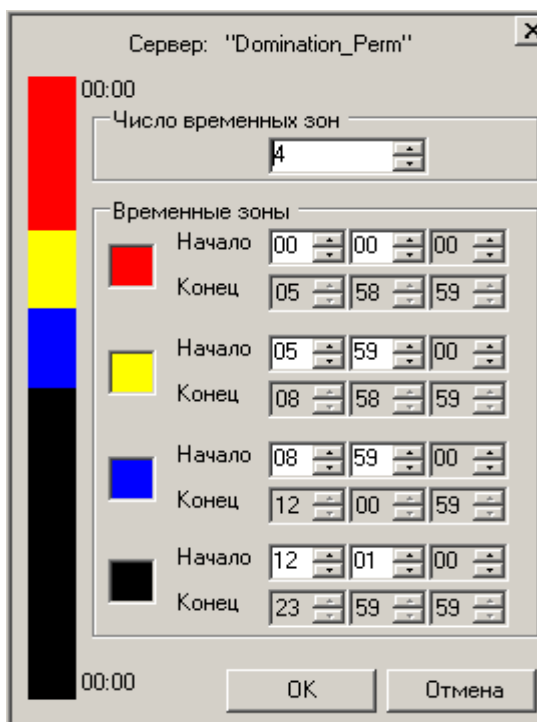 Сервер: "Domination_Perm"
00:00
Число временных зон
4
Временные зоны
Начало 00 00 00
Конец 05 58 59
Начало 05 59 00
Конец 08 58 59
Начало 08 59 00
Конец 12 00 59
Начало 12 01 00
Конец 23 59 59
00:00 OK Отмена